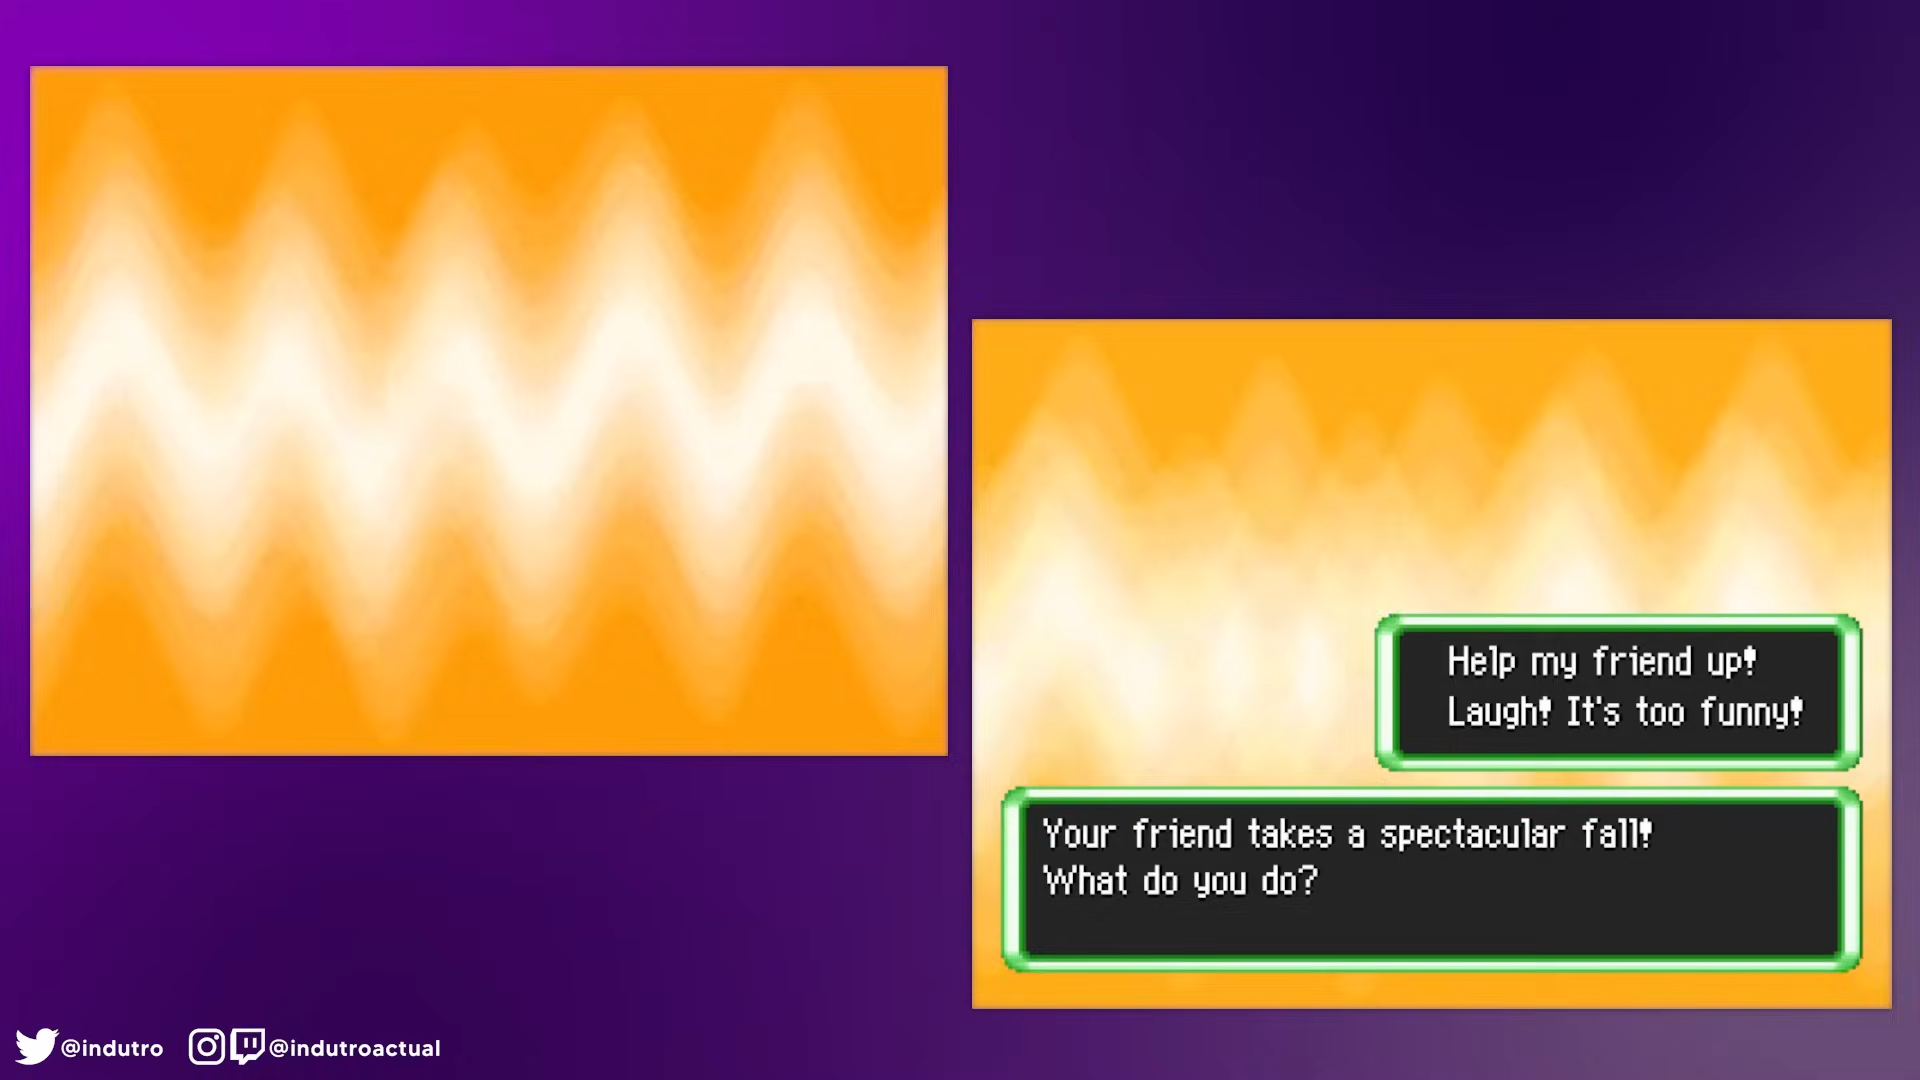 Help my friend up!
Laugh! It's too funny!
Your friend takes a spectacular fall!
What do you do?
@indutro @indutroactual